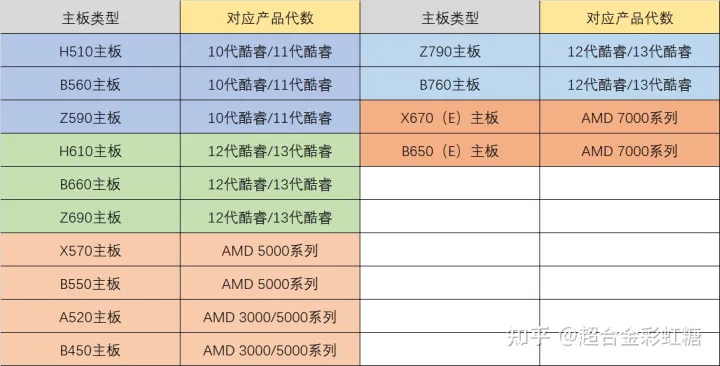 主板类型 对应产品代数 主板类型 对应产品代数
H510主板 10代酷睿/11代酷睿 Z790主板 12代酷睿/13代酷睿
B560主板 10代酷睿/11代酷睿 B760主板 12代酷睿/13代酷睿
Z590主板 10代酷睿/11代酷睿 X670（E）主板 AMD 7000系列
H610主板 12代酷睿/13代酷睿 B650（E）主板 AMD 7000系列
B660主板 12代酷睿/13代酷睿
Z690主板 12代酷睿/13代酷睿
X570主板 AMD 5000系列
B550主板 AMD 5000系列
A520主板 AMD 3000/5000系列
B450主板 AMD 3000/5000系列
知乎 @超合金彩虹糖